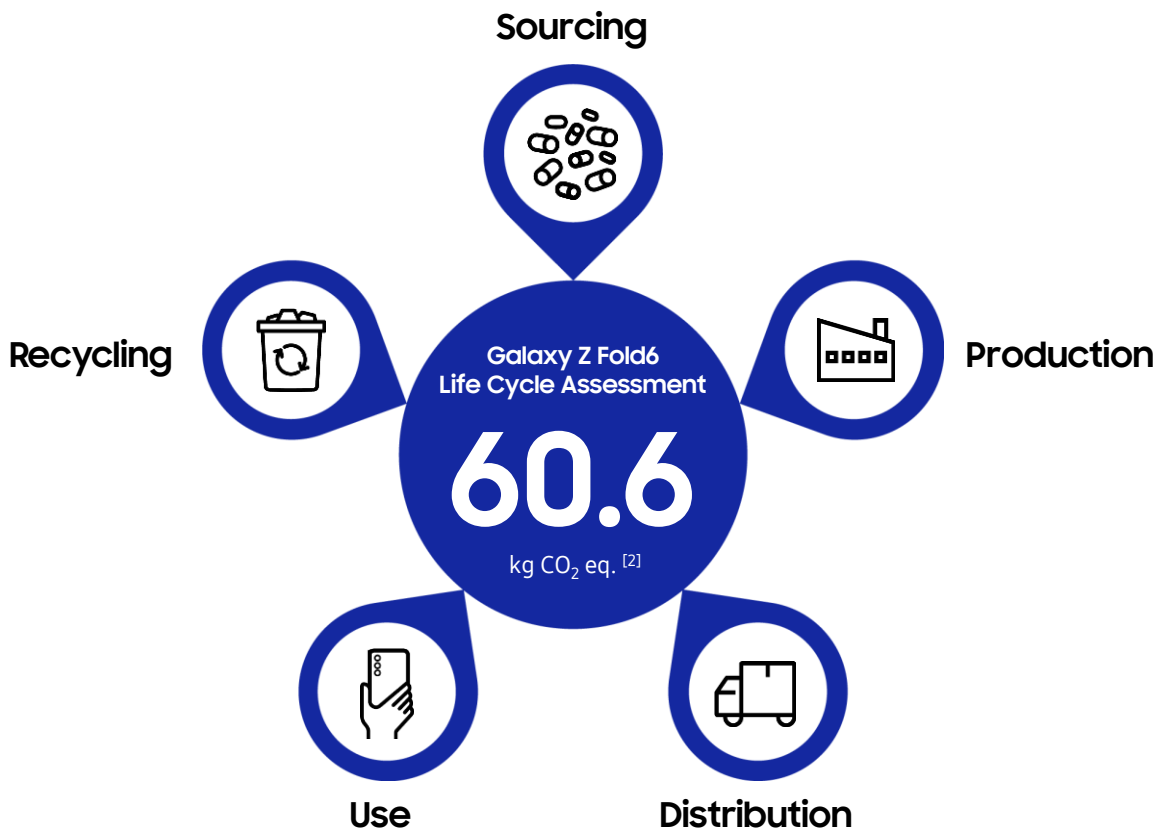 Sourcing
Recycling
Production
Galaxy Z Fold6
Life Cycle Assessment
60.6
kg CO₂ eq. [2]
Use
Distribution